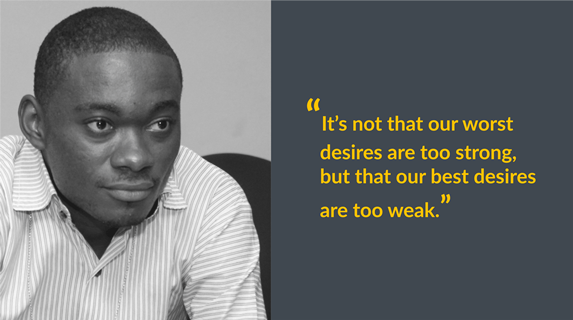 “It’s not that our worst
desires are too strong,
but that our best desires
are too weak.”